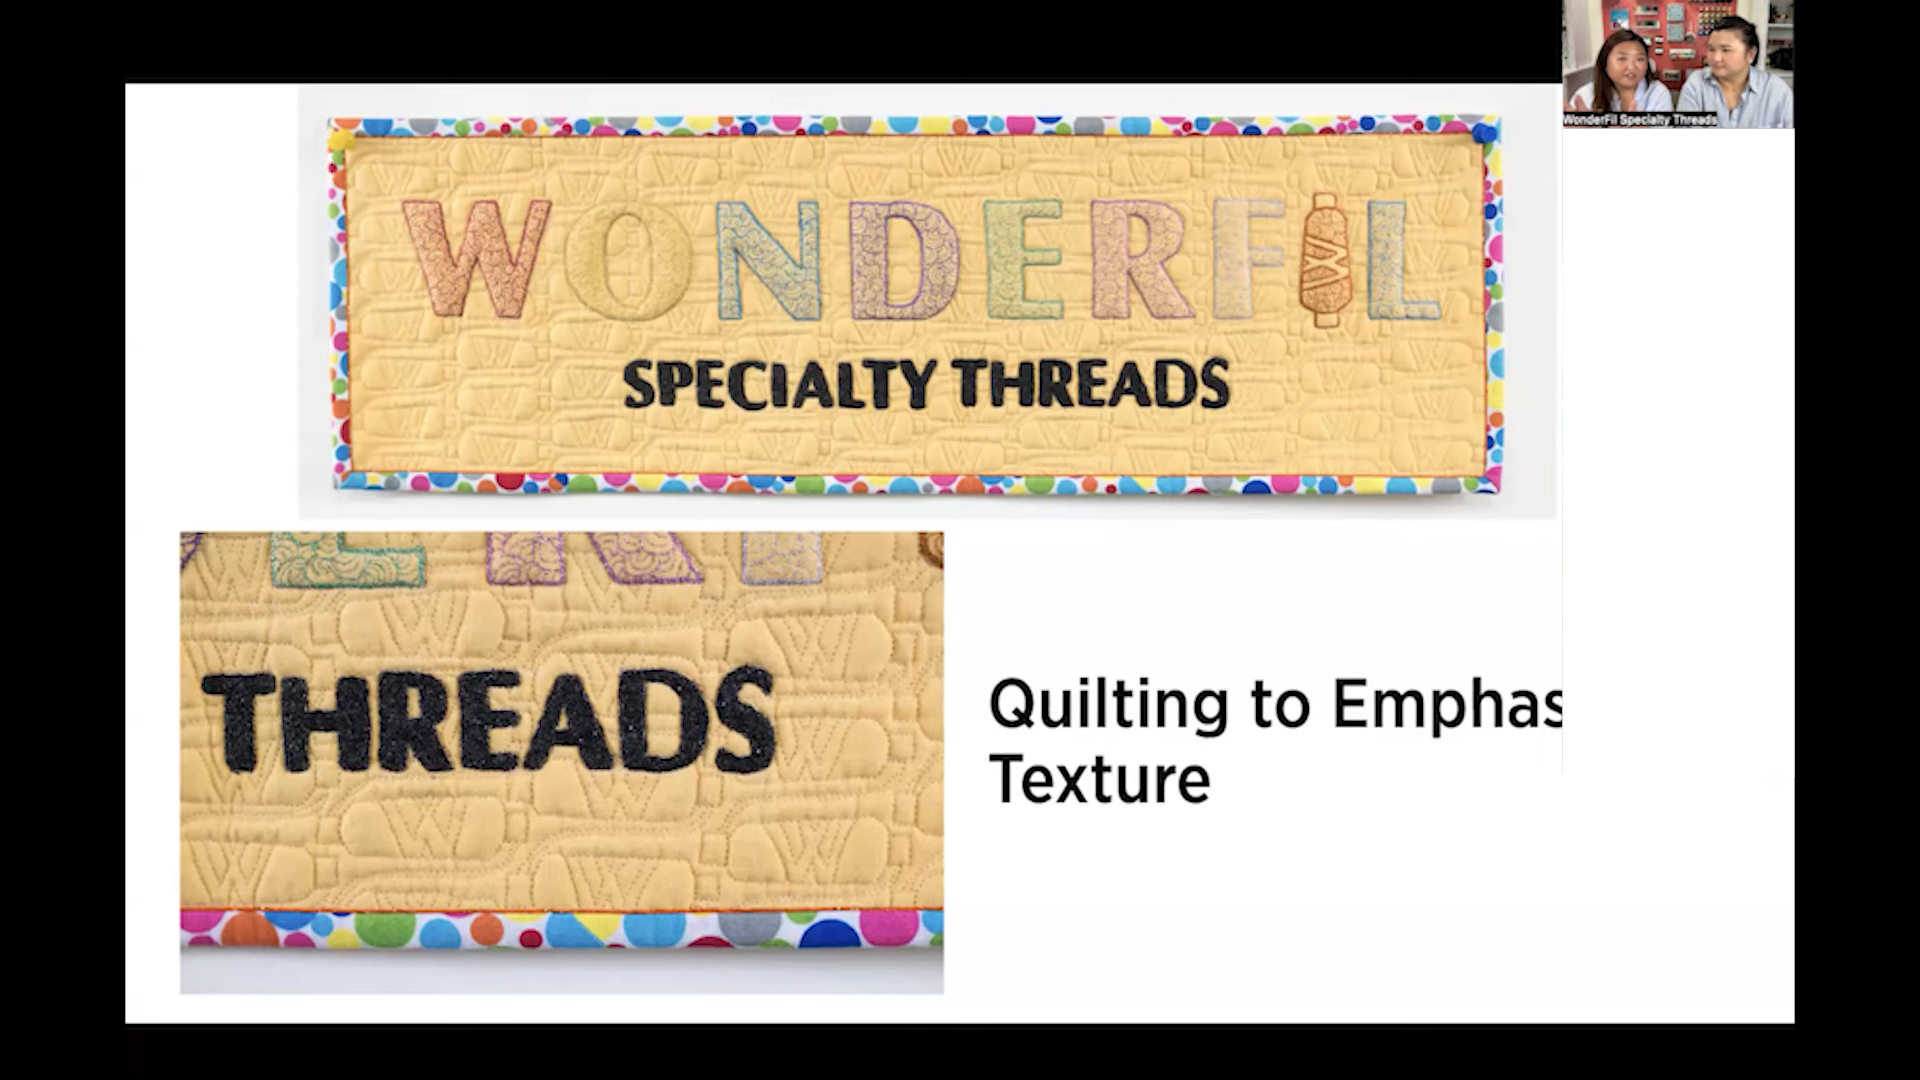 WonderFil Specialty Threads
WONDERFIL
SPECIALTY THREADS
THREADS
Quilting to Emphas
Texture